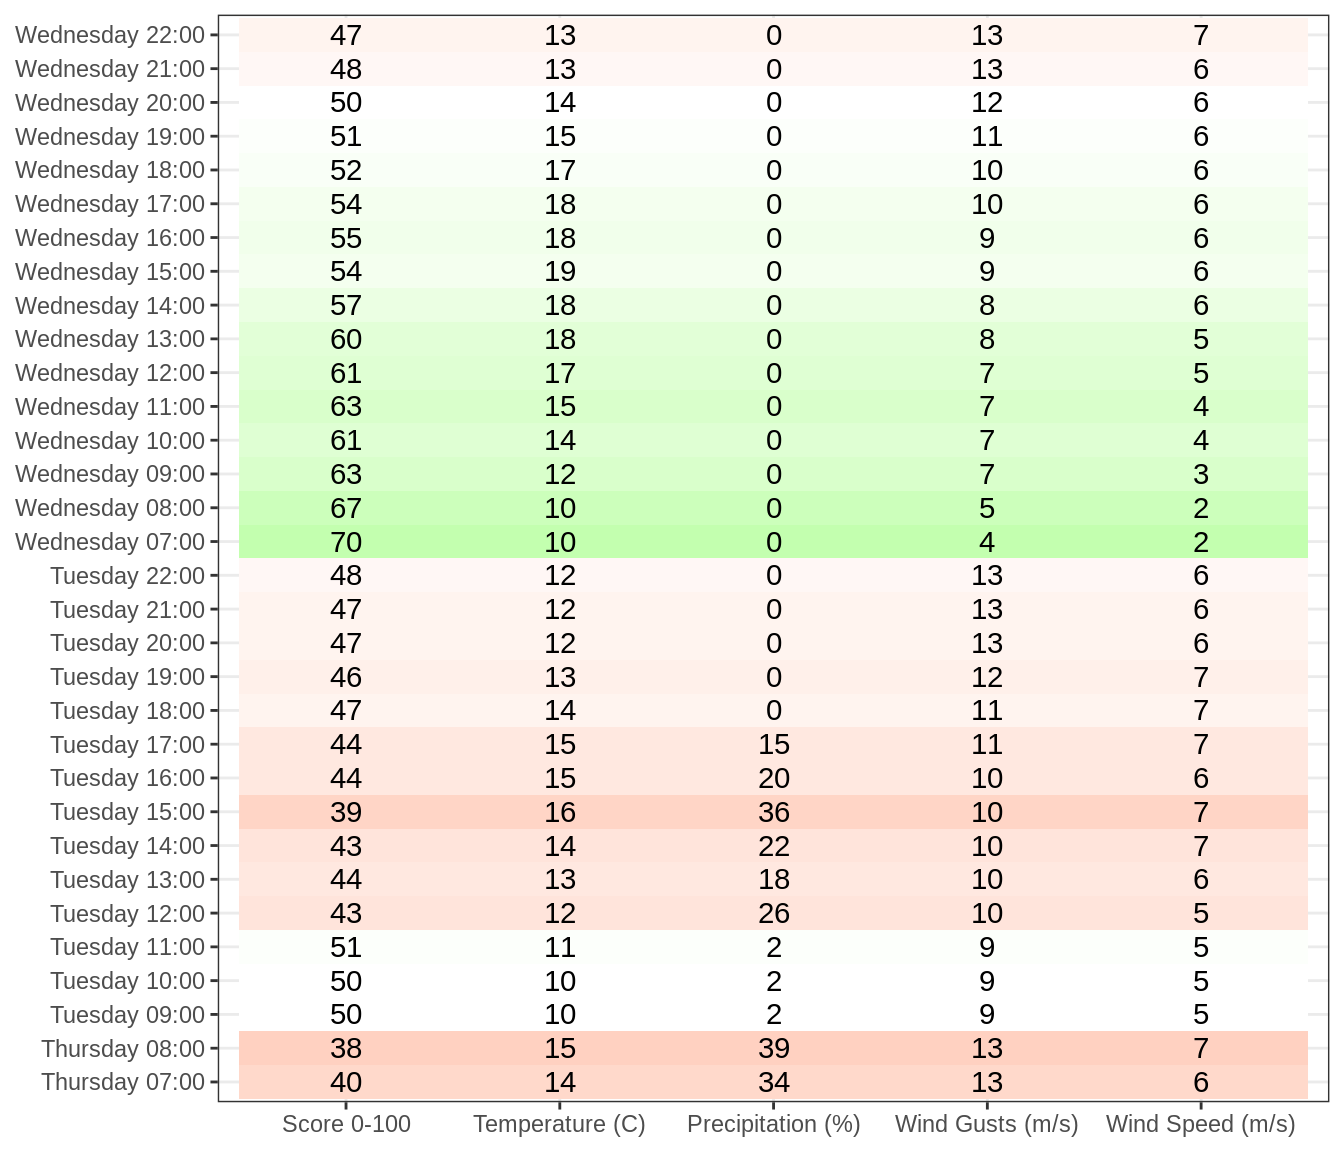 Wednesday 22:00 47 13 0 13 7
Wednesday 21:00 48 13 0 13 6
Wednesday 20:00 50 14 0 12 6
Wednesday 19:00 51 15 0 11 6
Wednesday 18:00 52 17 0 10 6
Wednesday 17:00 54 18 0 10 6
Wednesday 16:00 55 18 0 9 6
Wednesday 15:00 54 19 0 9 6
Wednesday 14:00 57 18 0 8 6
Wednesday 13:00 60 18 0 8 5
Wednesday 12:00 61 17 0 7 5
Wednesday 11:00 63 15 0 7 4
Wednesday 10:00 61 14 0 7 4
Wednesday 09:00 63 12 0 7 3
Wednesday 08:00 67 10 0 5 2
Wednesday 07:00 70 10 0 4 2
Tuesday 22:00 48 12 0 13 6
Tuesday 21:00 47 12 0 13 6
Tuesday 20:00 47 12 0 13 6
Tuesday 19:00 46 13 0 12 7
Tuesday 18:00 47 14 0 11 7
Tuesday 17:00 44 15 15 11 7
Tuesday 16:00 44 15 20 10 6
Tuesday 15:00 39 16 36 10 7
Tuesday 14:00 43 14 22 10 7
Tuesday 13:00 44 13 18 10 6
Tuesday 12:00 43 12 26 10 5
Tuesday 11:00 51 11 2 9 5
Tuesday 10:00 50 10 2 9 5
Tuesday 09:00 50 10 2 9 5
Thursday 08:00 38 15 39 13 7
Thursday 07:00 40 14 34 13 6
Score 0-100 Temperature (C) Precipitation (%) Wind Gusts (m/s) Wind Speed (m/s)